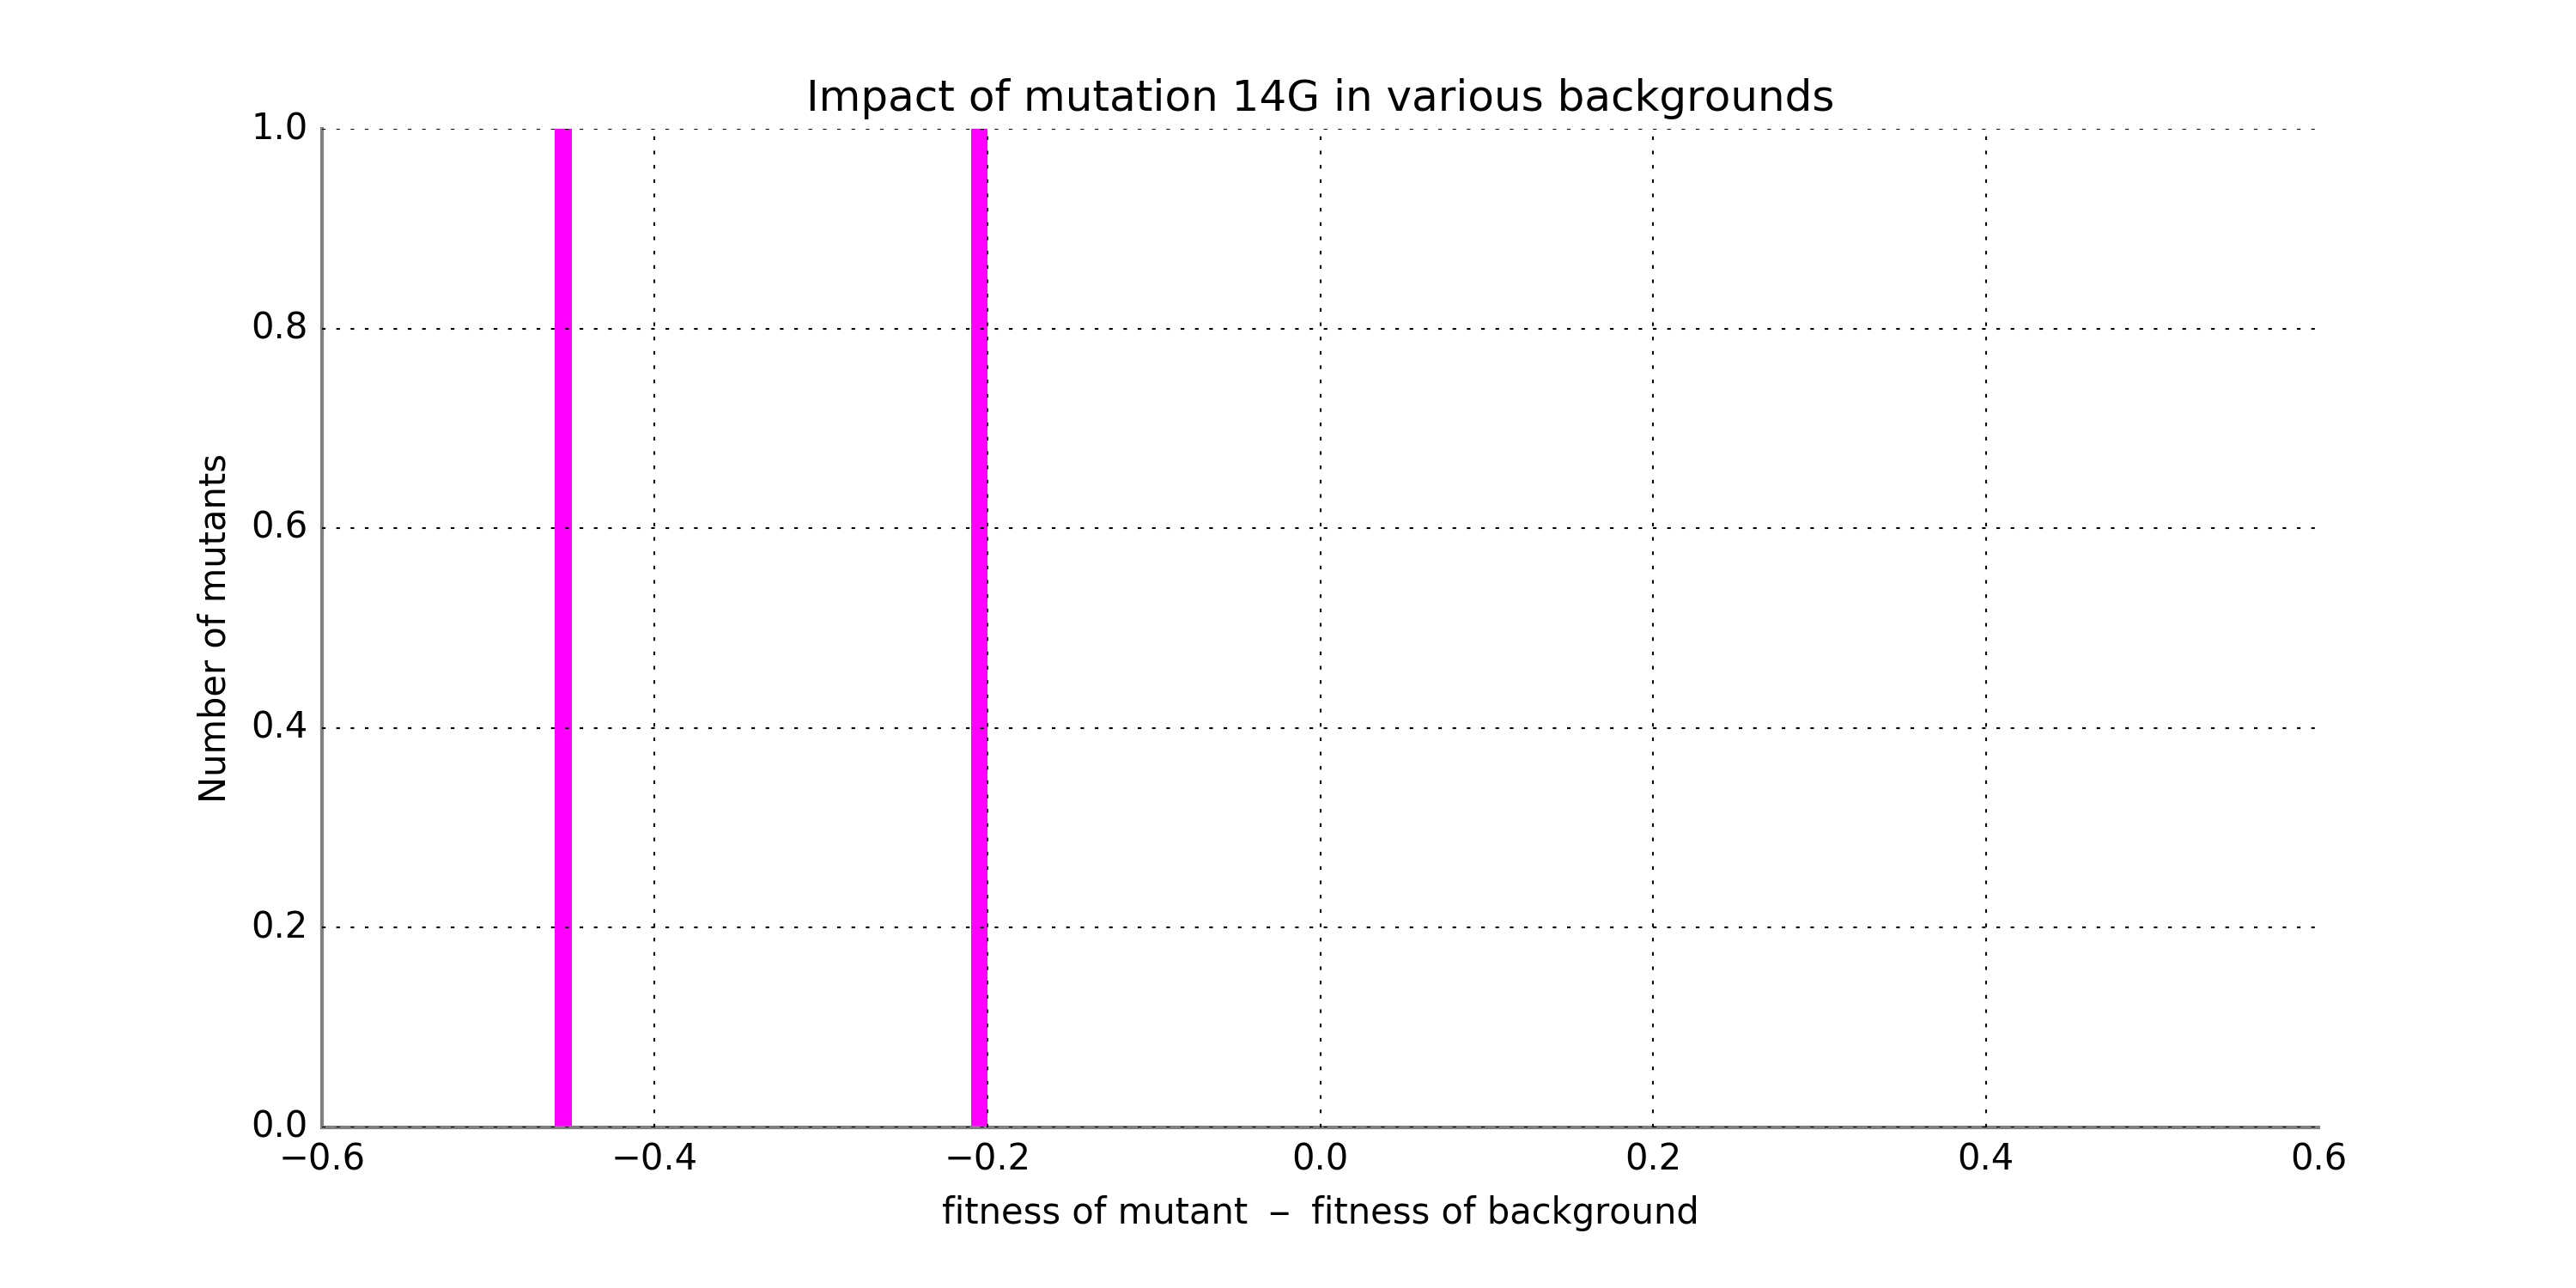 Impact of mutation 14G in various backgrounds
1.0
0.8
0.6
0.4
0.2
0.0
Number of mutants
−0.6 −0.4 −0.2 0.0 0.2 0.4 0.6
fitness of mutant − fitness of background